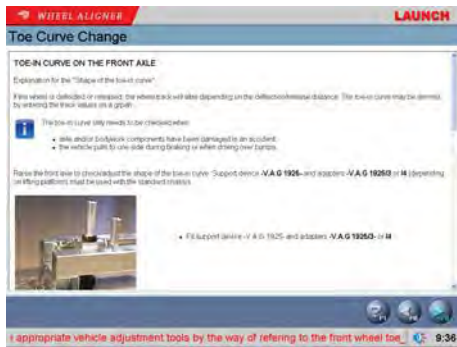 WHEEL ALIGNER
LAUNCH
Toe Curve Change
TOE-IN CURVE ON THE FRONT AXLE
Explanation for the "Shape of the toe-in curve"
If the wheel is deflected or released, the wheel track will alter depending on the deflection/release distance. The toe-in curve may be derived
by entering the track values on a graph.
The toe-in curve only needs to be checked when:
• axle and/or bodywork components have been damaged in an accident.
• the vehicle pulls to one side during braking or when driving over bumps.
Raise the front axle to check/adjust the shape of the toe-in curve. Support device -V.A.G 1925- and adapters -V.A.G 1925/3- or I4 (depending
on lifting platform) must be used with the standard chassis.
• Fit support device -V.A.G 1925- and adapters -V.A.G 1925/3- or I4
appropriate vehicle adjustment tools by the way of refering to the front wheel toe_
9:36